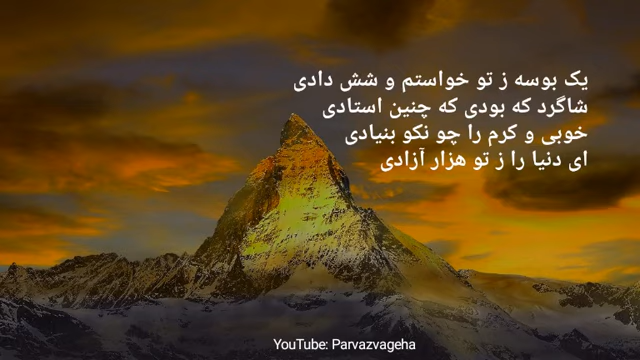 یک بوسه ز تو خواستم و شش دادی
شاگرد که بودی که چنین استادی
خوبی و کرم را چو نکو بنیادی
ای دنیا را ز تو هزار آزادی
YouTube: Parvazvageha